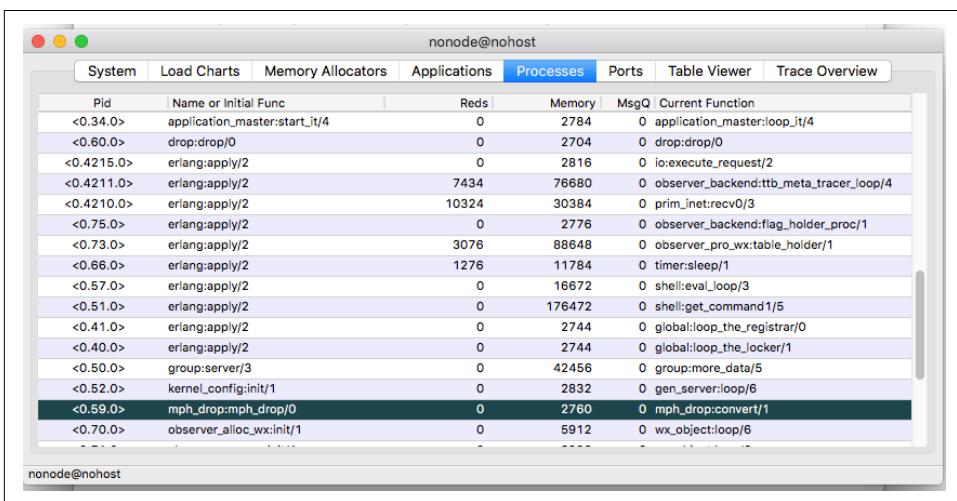 nonode@nohost
System Load Charts Memory Allocators Applications Processes Ports Table Viewer Trace Overview
Pid Name or Initial Func Reds Memory MsgQ Current Function
<0.34.0> application_master:start_it/4 0 2784 0 application_master:loop_it/4
<0.60.0> drop:drop/0 0 2704 0 drop:drop/0
<0.4215.0> erlang:apply/2 0 2816 0 io:execute_request/2
<0.4211.0> erlang:apply/2 7434 76680 0 observer_backend:ttb_meta_tracer_loop/4
<0.4210.0> erlang:apply/2 10324 30384 0 prim_inet:recv0/3
<0.75.0> erlang:apply/2 0 2776 0 observer_backend:flag_holder_proc/1
<0.73.0> erlang:apply/2 3076 88648 0 observer_pro_wx:table_holder/1
<0.66.0> erlang:apply/2 1276 11784 0 timer:sleep/1
<0.57.0> erlang:apply/2 0 16672 0 shell:eval_loop/3
<0.51.0> erlang:apply/2 0 176472 0 shell:get_command1/5
<0.41.0> erlang:apply/2 0 2744 0 global:loop_the_registrar/0
<0.40.0> erlang:apply/2 0 2744 0 global:loop_the_locker/1
<0.50.0> group:server/3 0 42456 0 group:more_data/5
<0.52.0> kernel_config:init/1 0 2832 0 gen_server:loop/6
<0.59.0> mph_drop:mph_drop/0 0 2760 0 mph_drop:convert/1
<0.70.0> observer_alloc_wx:init/1 0 5912 0 wx_object:loop/6
nonode@nohost